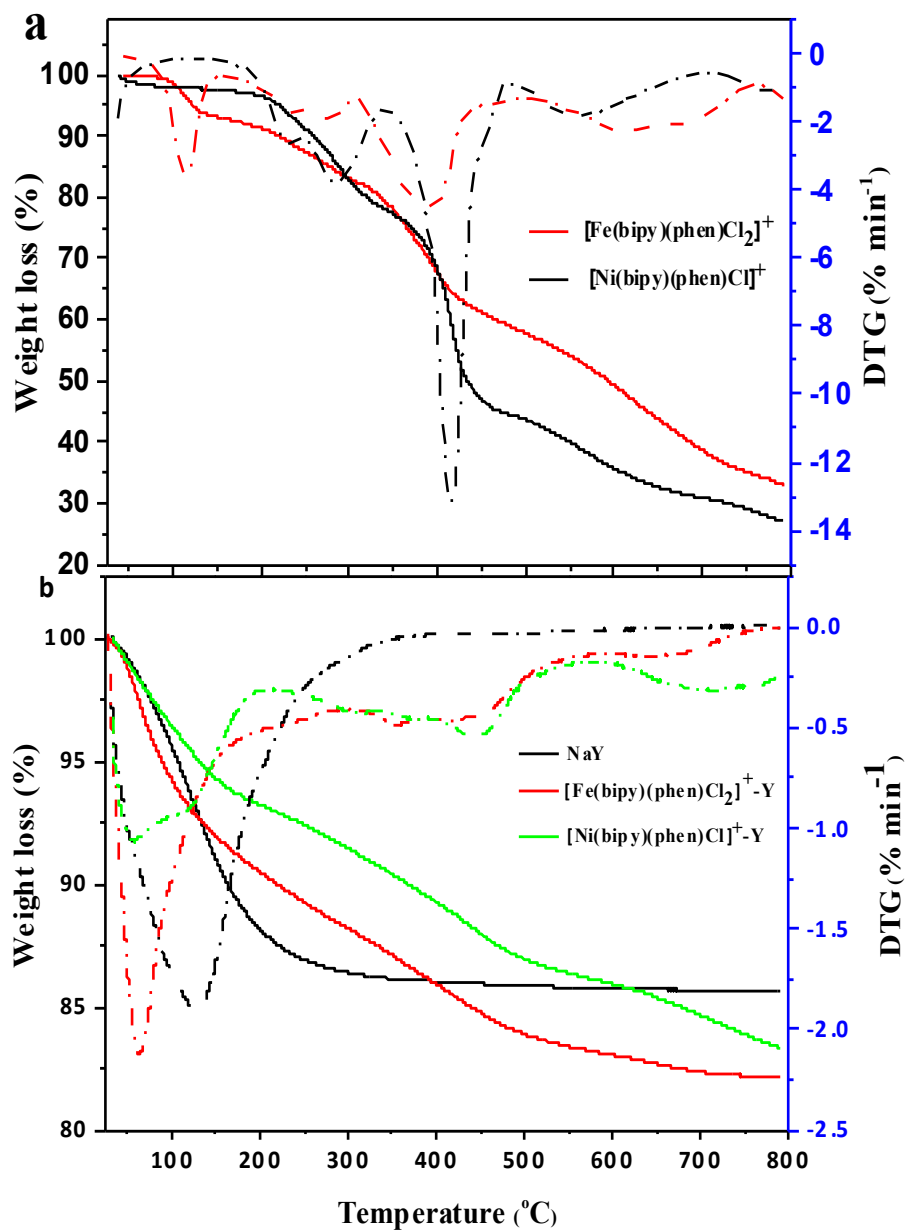 a
100
90
80
70
60
50
40
30
20
Weight loss (%)
[Fe(bipy)(phen)Cl2]+
[Ni(bipy)(phen)Cl]+
0
-2
-4
-6
-8
-10
-12
-14
DTG (% min-1)
b
100
95
90
85
80
Weight loss (%)
NaY
[Fe(bipy)(phen)Cl2]+-Y
[Ni(bipy)(phen)Cl]+-Y
0.0
-0.5
-1.0
-1.5
-2.0
-2.5
DTG (% min-1)
100 200 300 400 500 600 700 800
Temperature (oC)